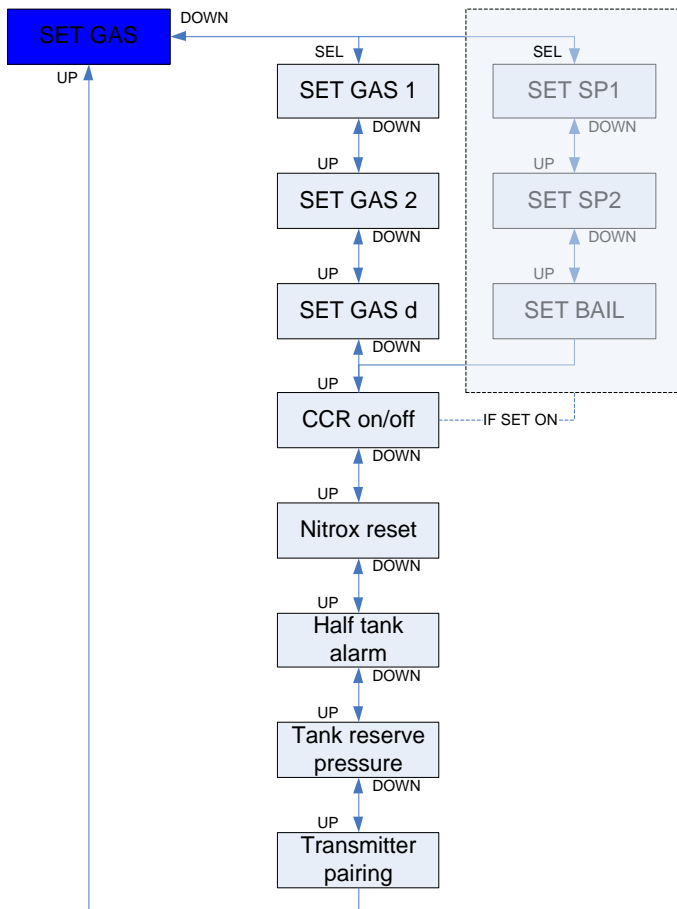 DOWN
SET GAS
UP
SEL
SEL
SET GAS 1
SET SP1
DOWN
DOWN
UP
UP
SET GAS 2
SET SP2
DOWN
DOWN
UP
UP
SET GAS d
SET BAIL
DOWN
UP
CCR on/off
IF SET ON
DOWN
UP
Nitrox reset
DOWN
UP
Half tank
alarm
DOWN
UP
Tank reserve
pressure
DOWN
UP
Transmitter
pairing